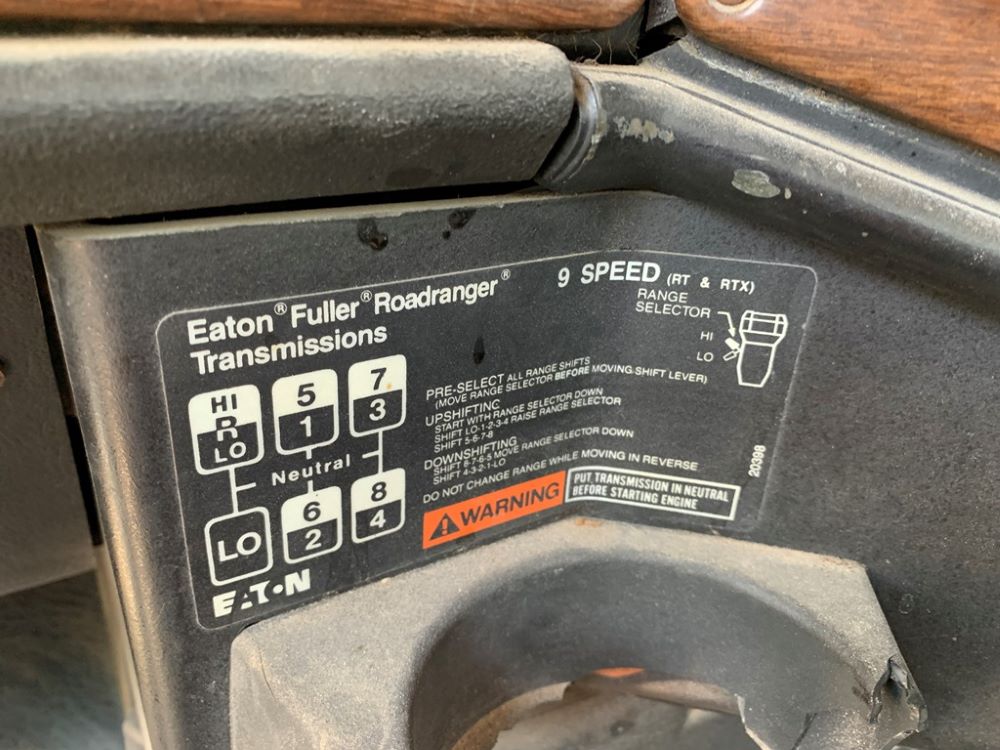 Eaton® Fuller® Roadranger®
Transmissions
9 SPEED (RT & RTX)
RANGE
SELECTOR
HI
LO
HI
R
LO
5
1
7
3
Neutral
LO
6
2
8
4
EATON
PRE-SELECT ALL RANGE SHIFTS
(MOVE RANGE SELECTOR BEFORE MOVING SHIFT LEVER)
UPSHIFTING
START WITH RANGE SELECTOR DOWN
SHIFT LO-1-2-3-4 RAISE RANGE SELECTOR
SHIFT 5-6-7-8
DOWNSHIFTING
SHIFT 8-7-6-5 MOVE RANGE SELECTOR DOWN
SHIFT 4-3-2-1-LO
DO NOT CHANGE RANGE WHILE MOVING IN REVERSE
WARNING
PUT TRANSMISSION IN NEUTRAL
BEFORE STARTING ENGINE
20398